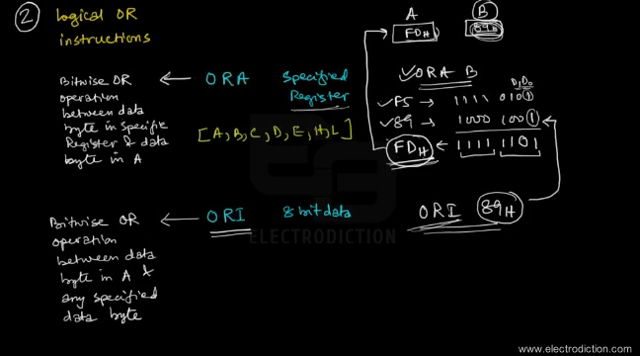 2 Logical OR
instructions
A B
FDH 89H
Bitwise OR ← ORA Specified
Register
operation
between data
byte in specific
Register & data
byte in A
[A, B, C, D, E, H, L]
✓ORA B
D1 D0
✓F5 → 1111 0101
✓89 → 1000 1001
FDH ← 1111 1101
Bitwise OR ← ORI 8 bit data
operation
between data
byte in A &
any specified
data byte
ORI 89H
ELECTRODICTION
www.electrodiction.com